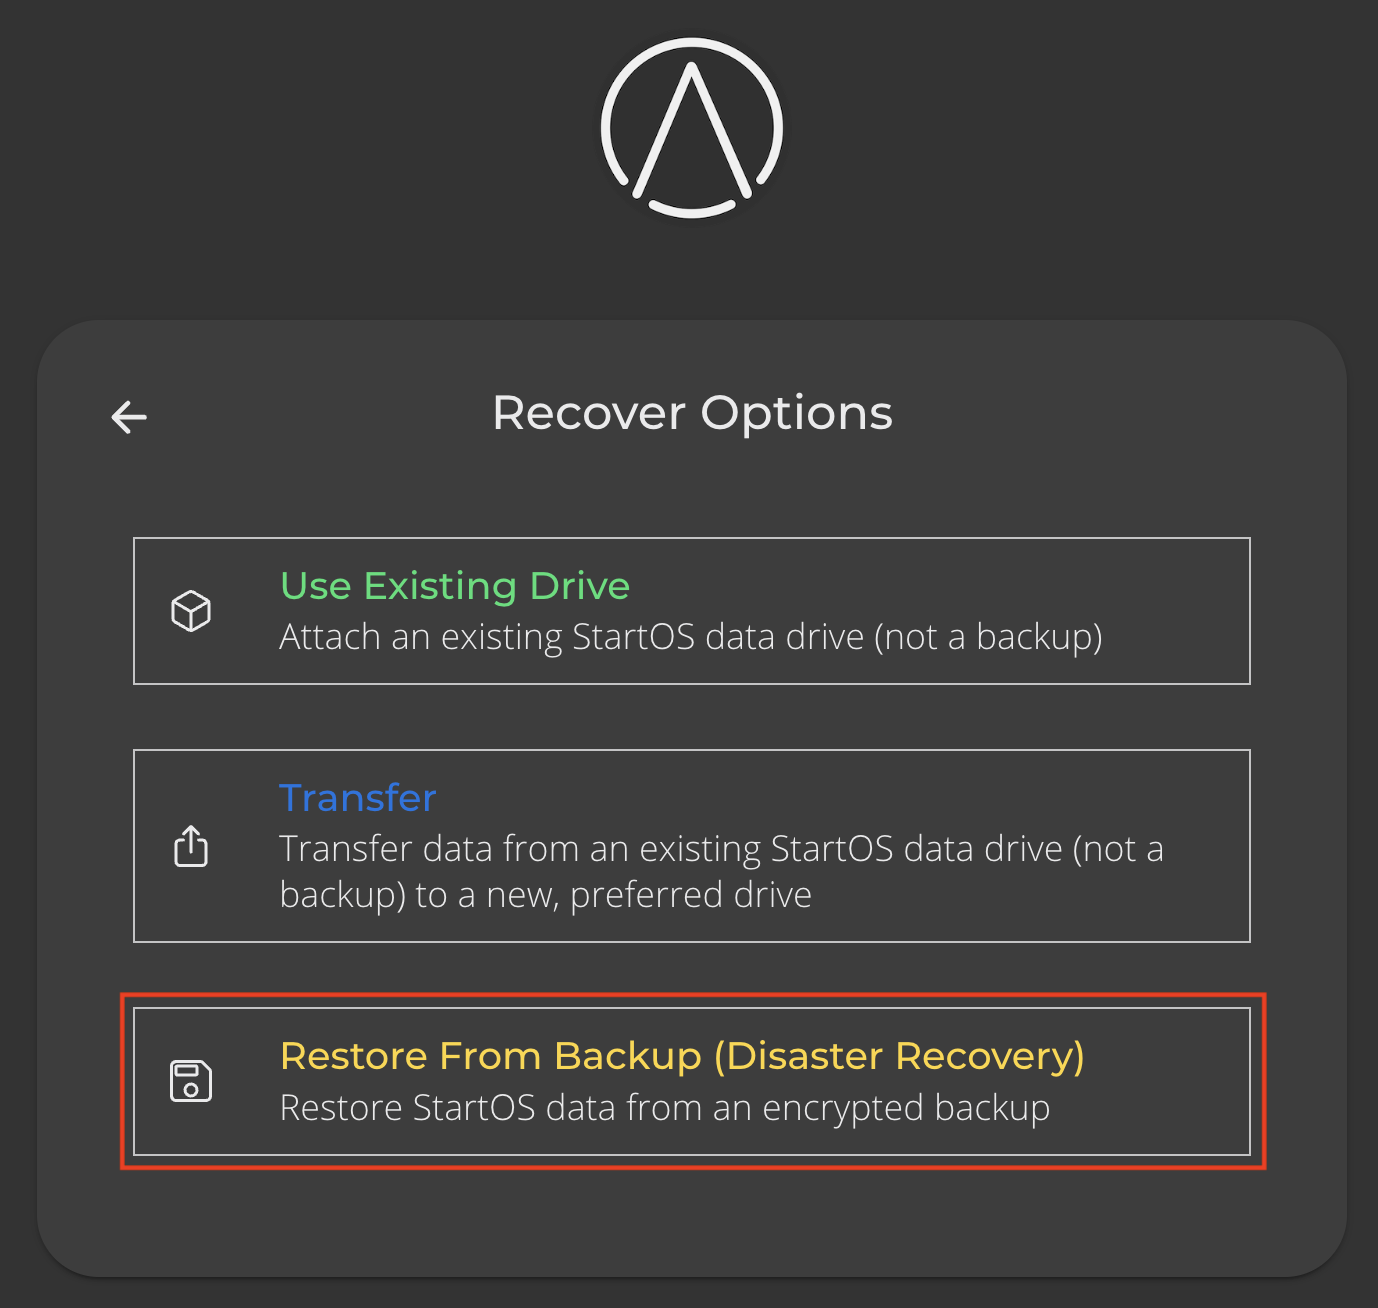 Recover Options
Use Existing Drive
Attach an existing StartOS data drive (not a backup)
Transfer
Transfer data from an existing StartOS data drive (not a
backup) to a new, preferred drive
Restore From Backup (Disaster Recovery)
Restore StartOS data from an encrypted backup